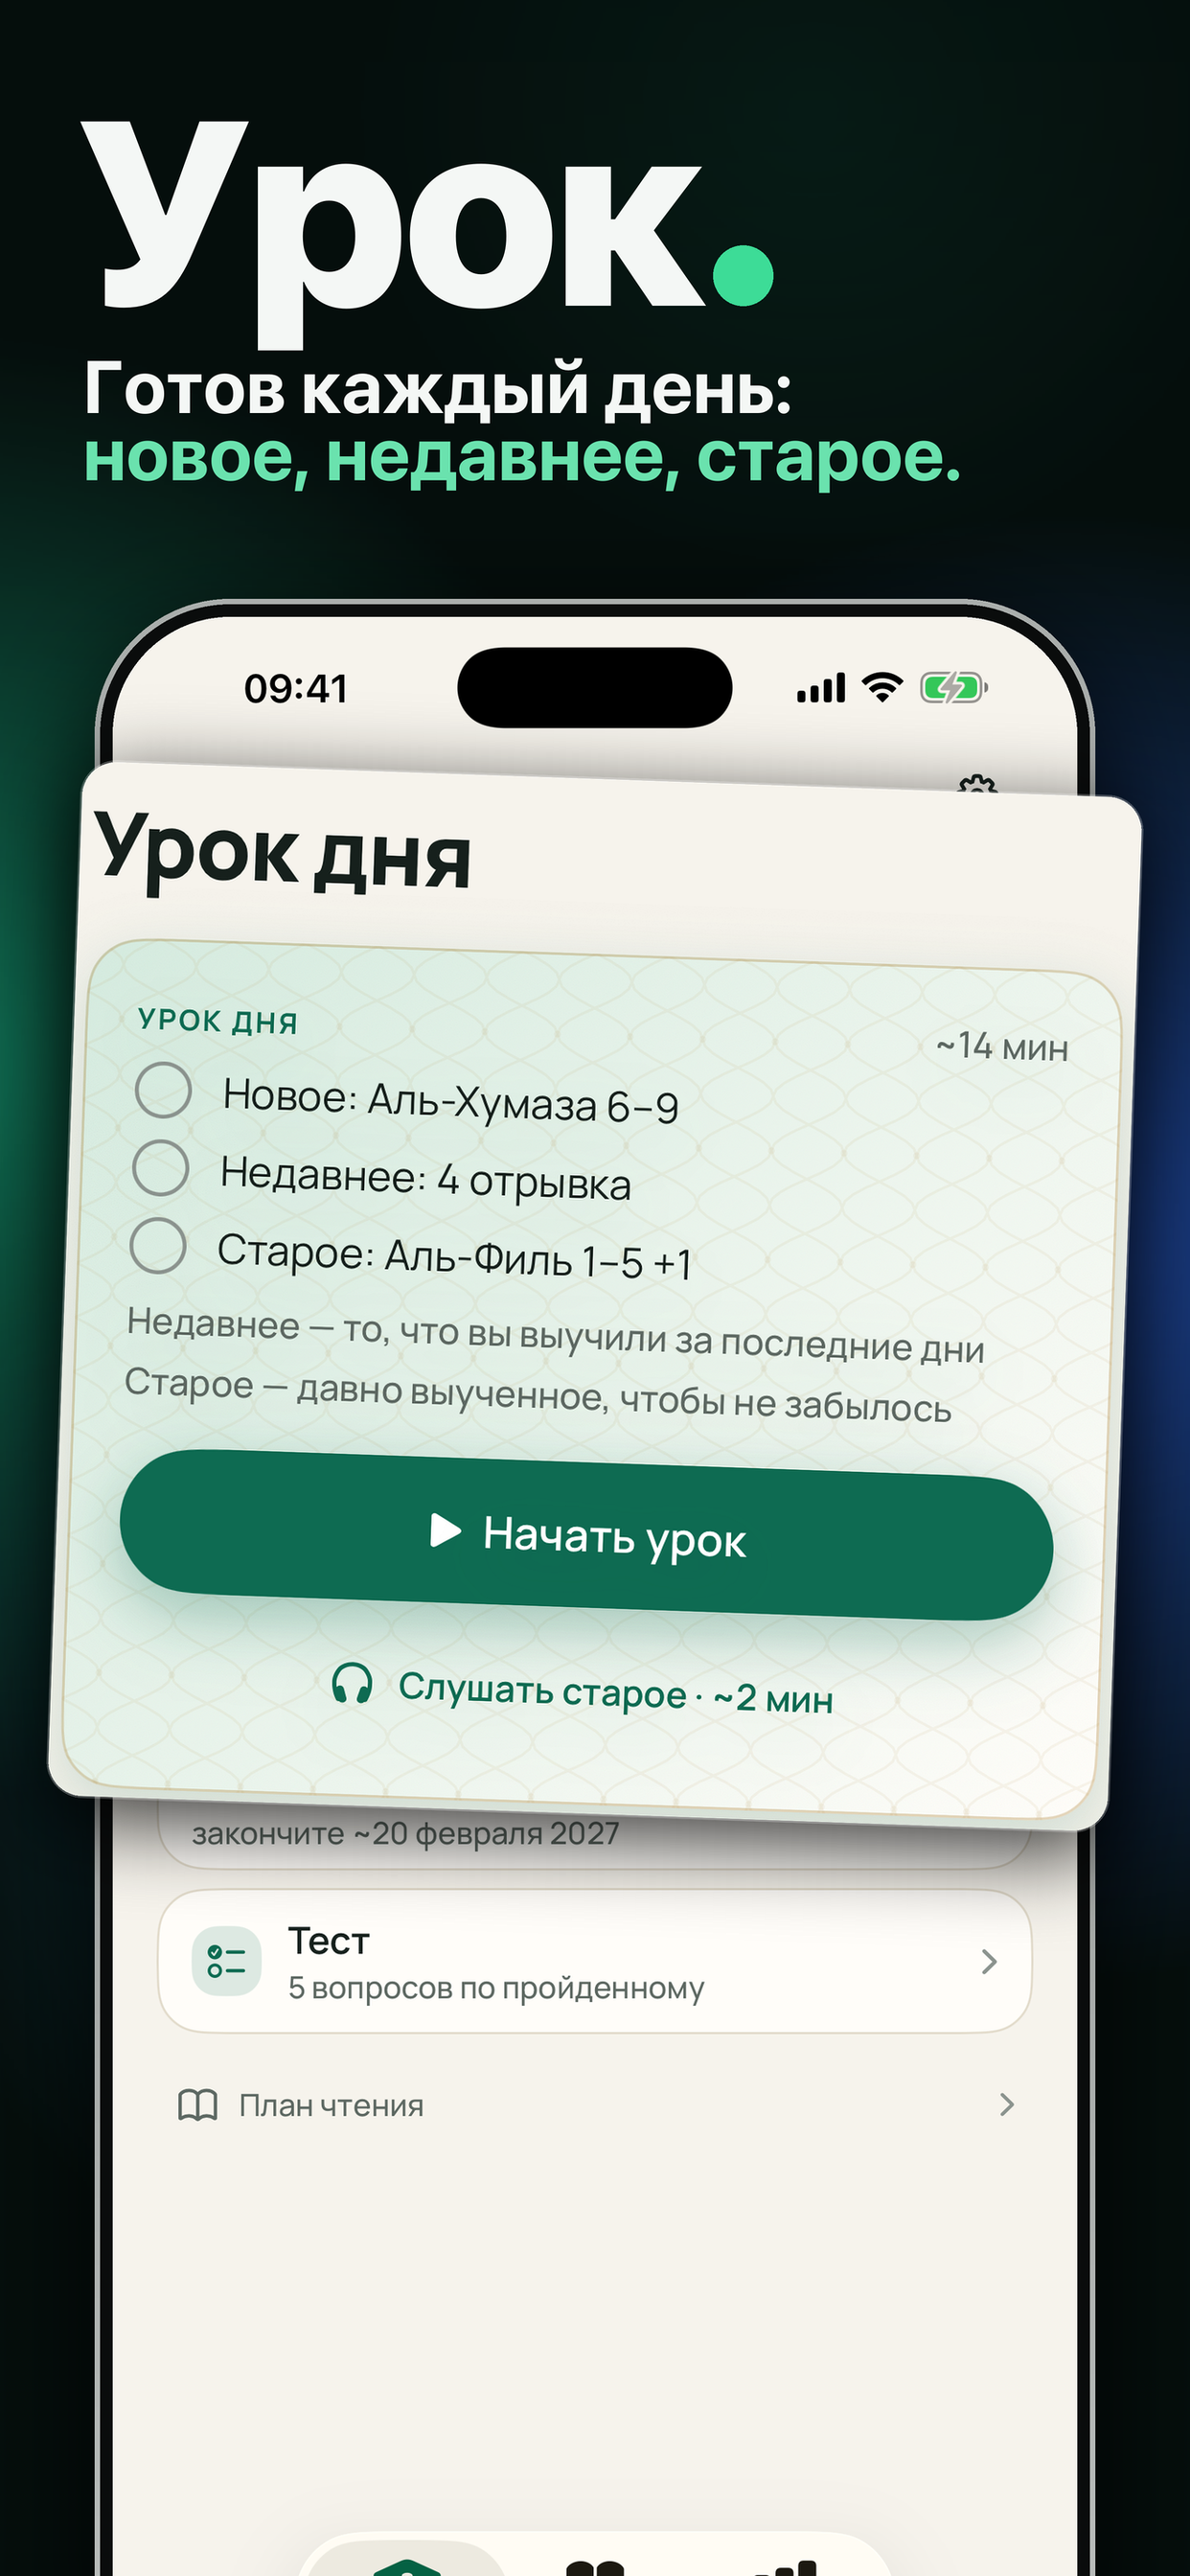 Урок.
Готов каждый день:
новое, недавнее, старое.
09:41
Урок дня
УРОК ДНЯ
~14 мин
Новое: Аль-Хумаза 6–9
Недавнее: 4 отрывка
Старое: Аль-Филь 1–5 +1
Недавнее — то, что вы выучили за последние дни
Старое — давно выученное, чтобы не забылось
Начать урок
Слушать старое · ~2 мин
закончите ~20 февраля 2027
Тест
5 вопросов по пройденному
План чтения